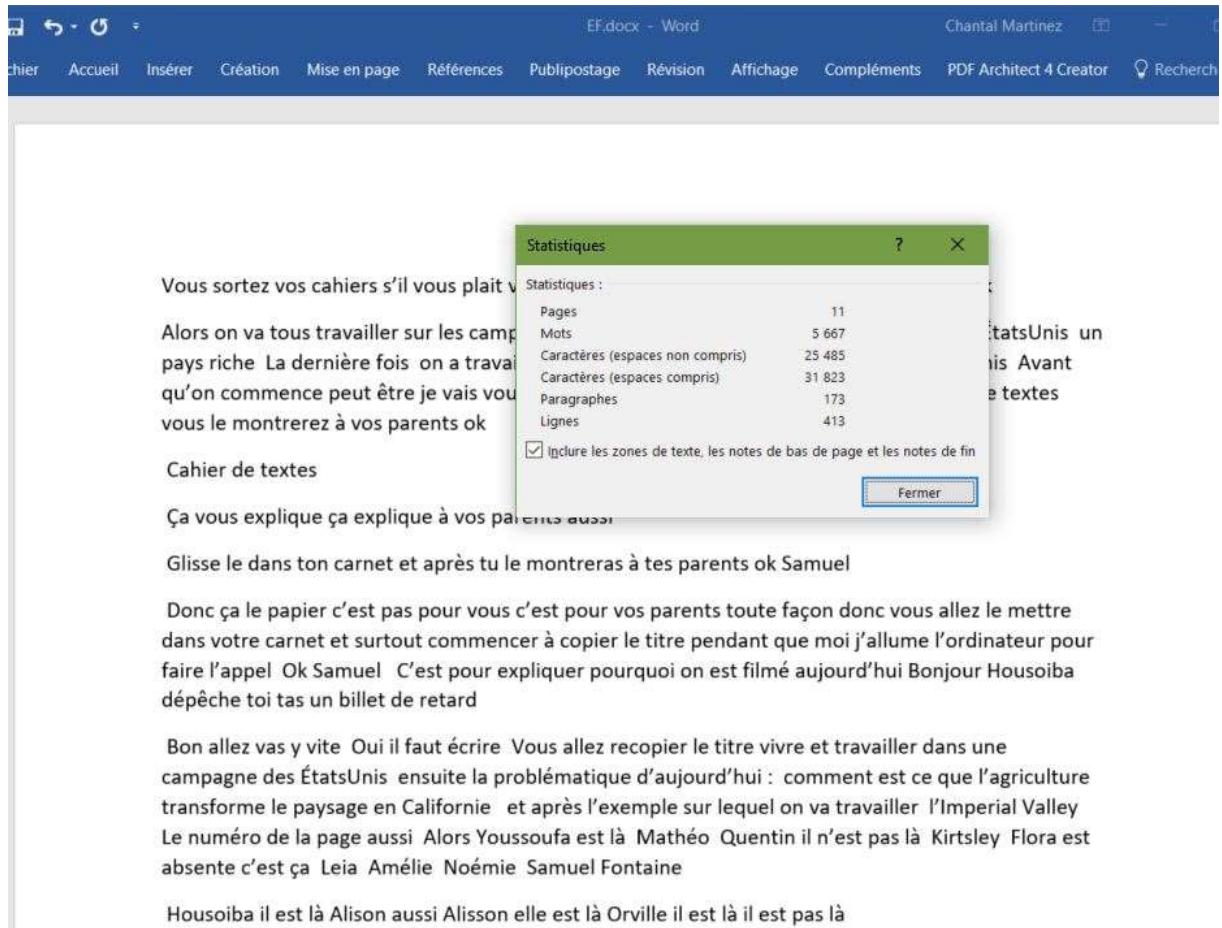 EF.docx - Word Chantal Martinez
chier Accueil Insérer Création Mise en page Références Publipostage Révision Affichage Compléments PDF Architect 4 Creator Recherch
Statistiques ? ×
Statistiques :
Pages 11
Mots 5 667
Caractères (espaces non compris) 25 485
Caractères (espaces compris) 31 823
Paragraphes 173
Lignes 413
Inclure les zones de texte, les notes de bas de page et les notes de fin
Fermer
Vous sortez vos cahiers s’il vous plait
Alors on va tous travailler sur les camp ÉtatsUnis un
pays riche La dernière fois on a travai nis Avant
qu’on commence peut être je vais vou e textes
vous le montrerez à vos parents ok
Cahier de textes
Ça vous explique ça explique à vos parents aussi
Glisse le dans ton carnet et après tu le montreras à tes parents ok Samuel
Donc ça le papier c’est pas pour vous c’est pour vos parents toute façon donc vous allez le mettre
dans votre carnet et surtout commencer à copier le titre pendant que moi j’allume l’ordinateur pour
faire l’appel Ok Samuel C’est pour expliquer pourquoi on est filmé aujourd’hui Bonjour Housoiba
dépêche toi tas un billet de retard
Bon allez vas y vite Oui il faut écrire Vous allez recopier le titre vivre et travailler dans une
campagne des ÉtatsUnis ensuite la problématique d’aujourd’hui : comment est ce que l’agriculture
transforme le paysage en Californie et après l’exemple sur lequel on va travailler l’Imperial Valley
Le numéro de la page aussi Alors Youssoufa est là Mathéo Quentin il n’est pas là Kirtsley Flora est
absente c’est ça Leia Amélie Noémie Samuel Fontaine
Housoiba il est là Alison aussi Alisson elle est là Orville il est là il est pas là